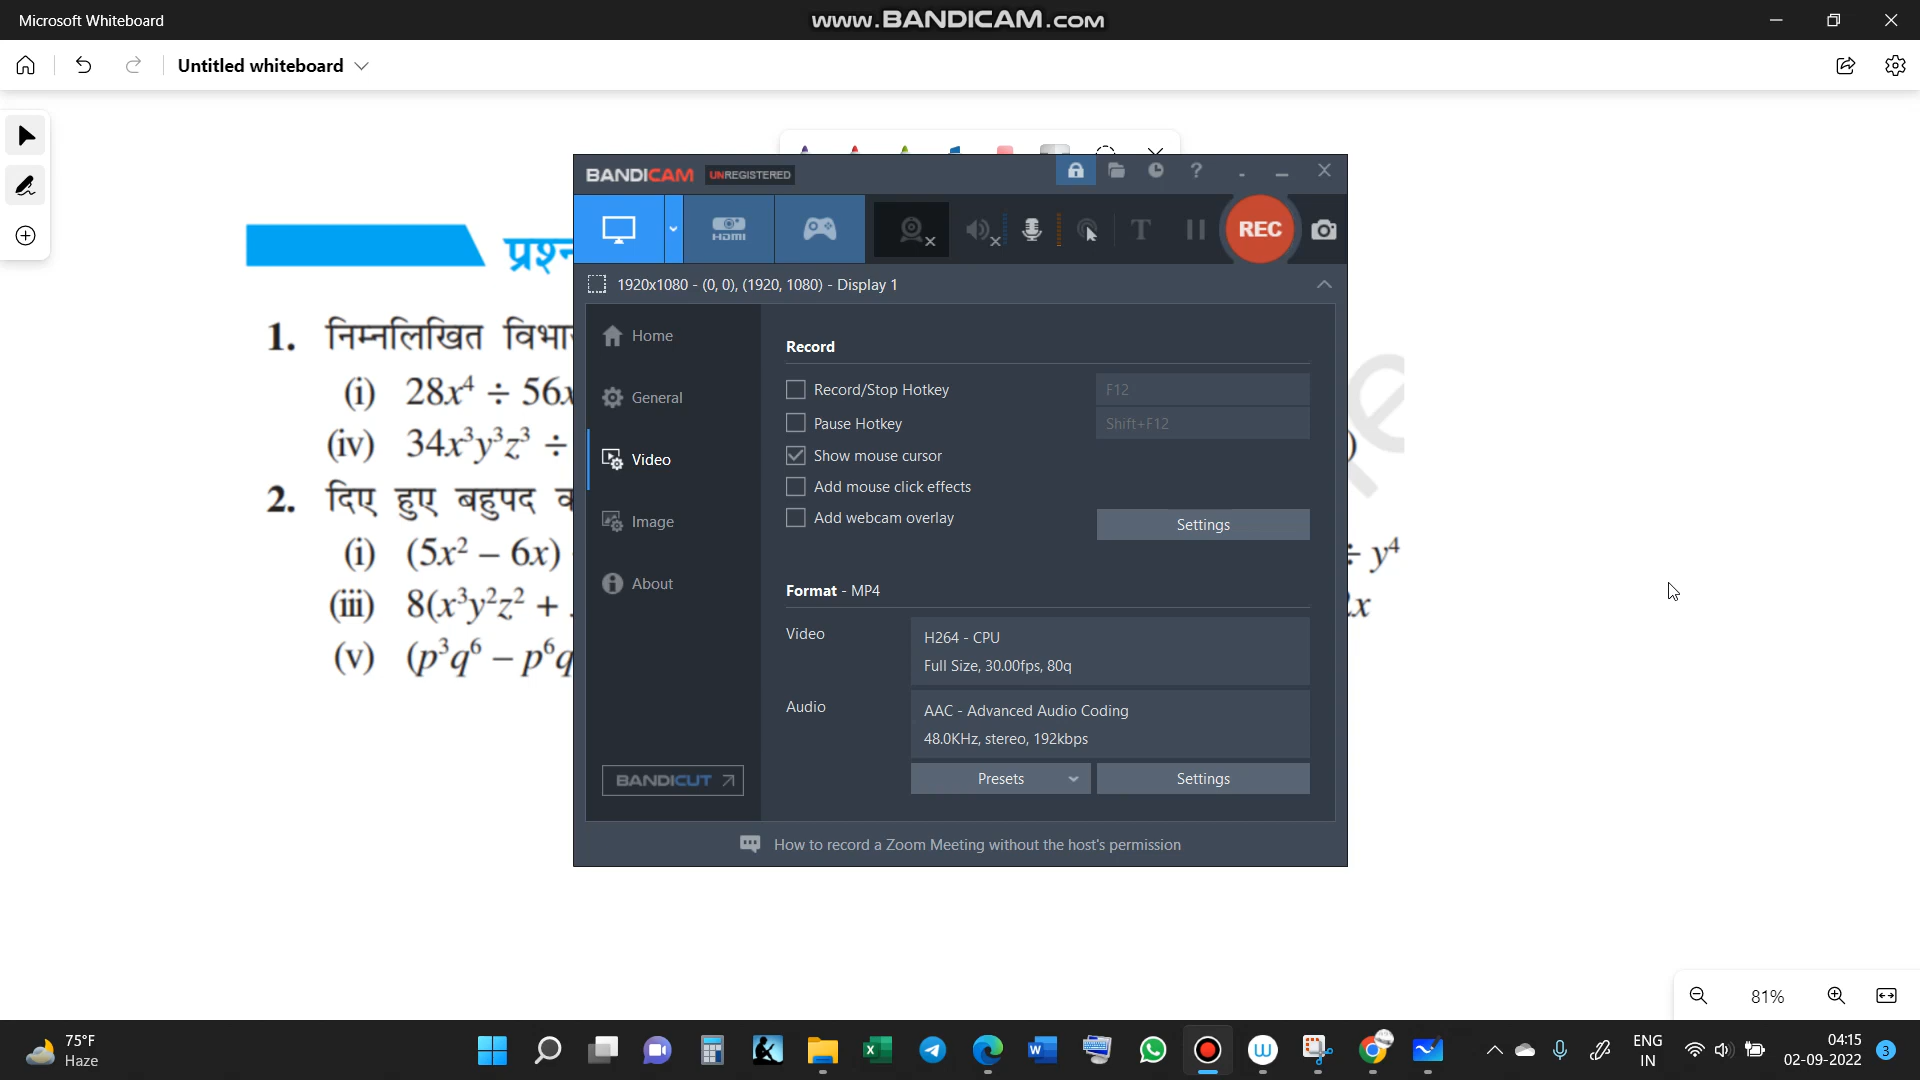 Microsoft Whiteboard
www.BANDICAM.com
Untitled whiteboard
BANDICAM UNREGISTERED
HDMI
T
REC
1920x1080 - (0, 0), (1920, 1080) - Display 1
Home
General
Video
Image
About
BANDICUT
Record
Record/Stop Hotkey F12
Pause Hotkey Shift+F12
Show mouse cursor
Add mouse click effects
Add webcam overlay
Settings
Format - MP4
Video
H264 - CPU
Full Size, 30.00fps, 80q
Audio
AAC - Advanced Audio Coding
48.0KHz, stereo, 192kbps
Presets
Settings
How to record a Zoom Meeting without the host's permission
1. निम्नलिखित
(i) 28x⁴ ÷ 56x
(iv) 34x³y³z³ ÷
2. दिए हुए बहुपद
(i) (5x² – 6x)
÷ y⁴
(iii) 8(x³y²z² +
(v) (p³q⁶ – p⁶q
81%
75°F
Haze
ENG
IN
04:15
02-09-2022
3